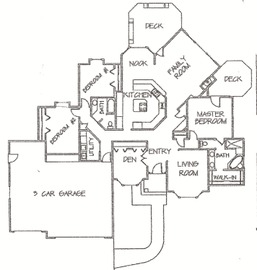 DECK
NOOK
FAMILY
ROOM
DECK
BEDROOM
KITCHEN
BATH
BEDROOM #2
MASTER
BEDROOM
UTILITY
DEN
ENTRY
LIVING
ROOM
BATH
WALK-IN
3 CAR GARAGE